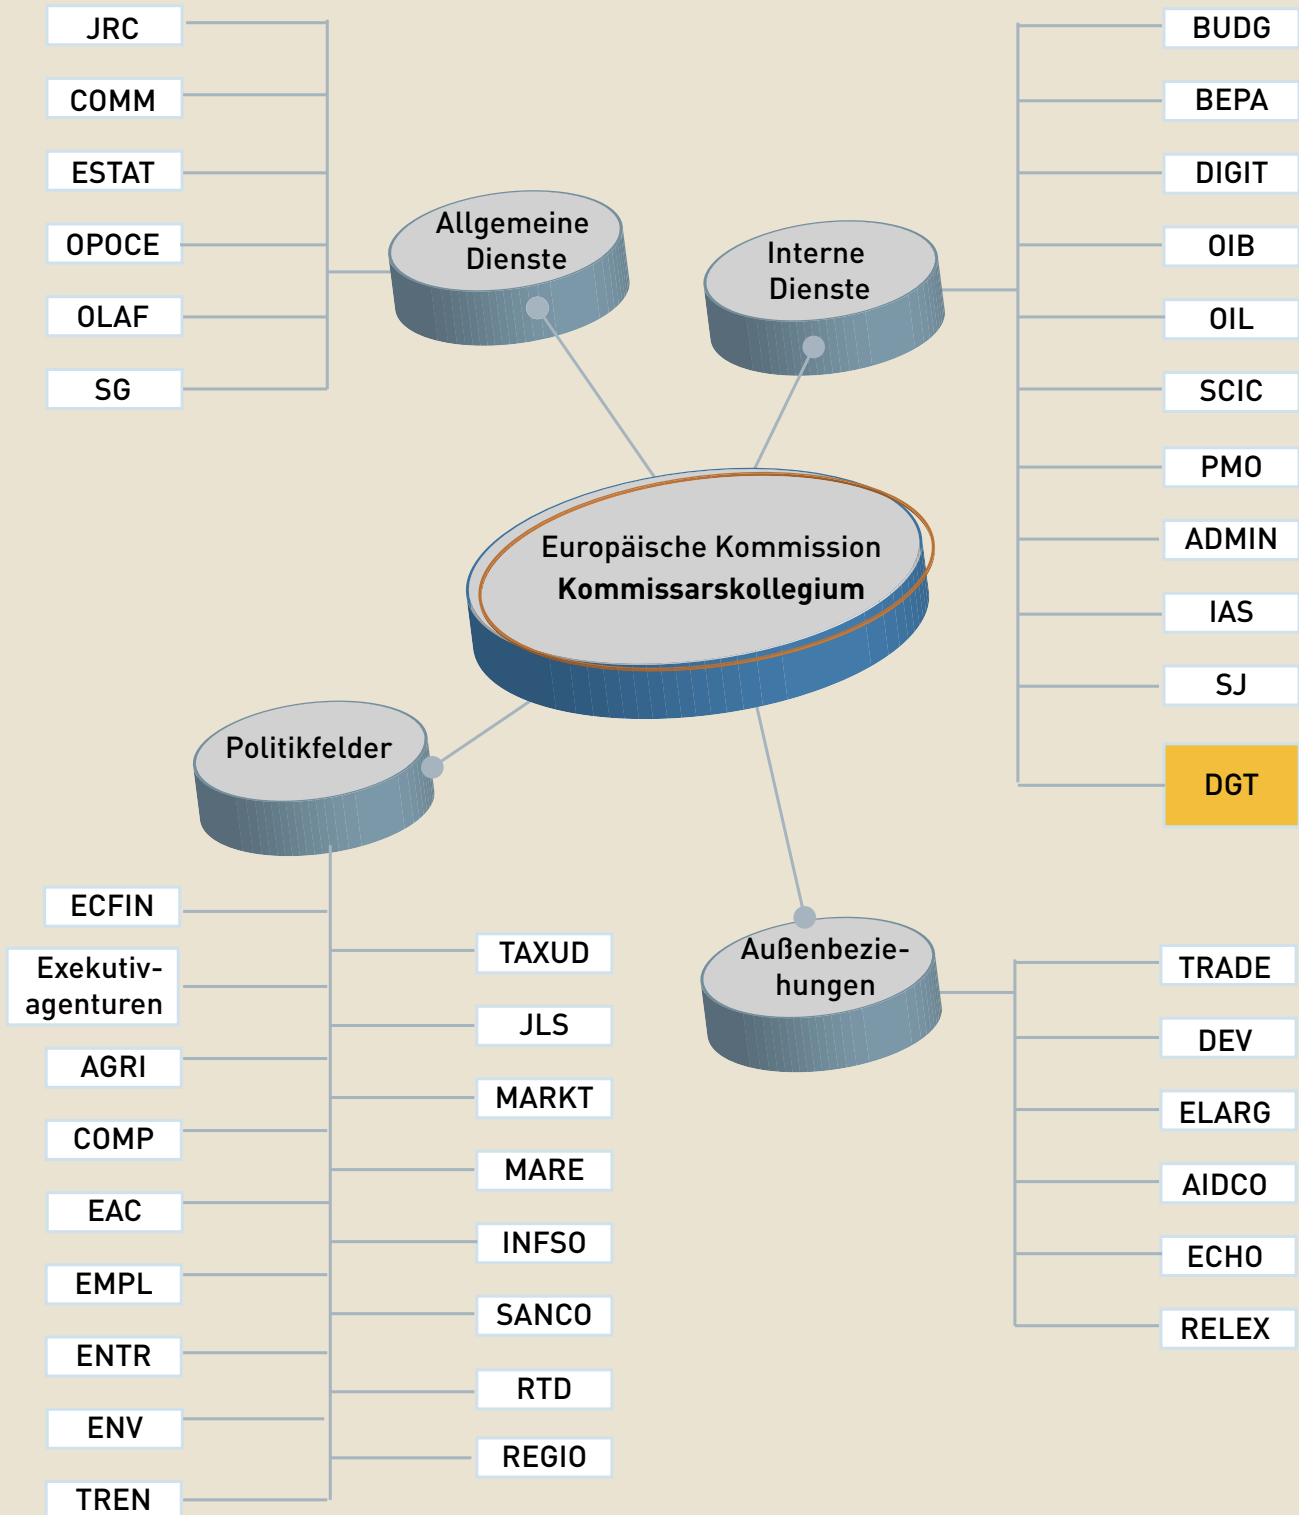 JRC
COMM
ESTAT
OPOCE
OLAF
SG
Allgemeine
Dienste
Interne
Dienste
BUDG
BEPA
DIGIT
OIB
OIL
SCIC
PMO
ADMIN
IAS
SJ
DGT
Europäische Kommission
Kommissarskollegium
Politikfelder
ECFIN
Exekutiv-
agenturen
AGRI
COMP
EAC
EMPL
ENTR
ENV
TREN
TAXUD
JLS
MARKT
MARE
INFSO
SANCO
RTD
REGIO
Außenbezie-
hungen
TRADE
DEV
ELARG
AIDCO
ECHO
RELEX